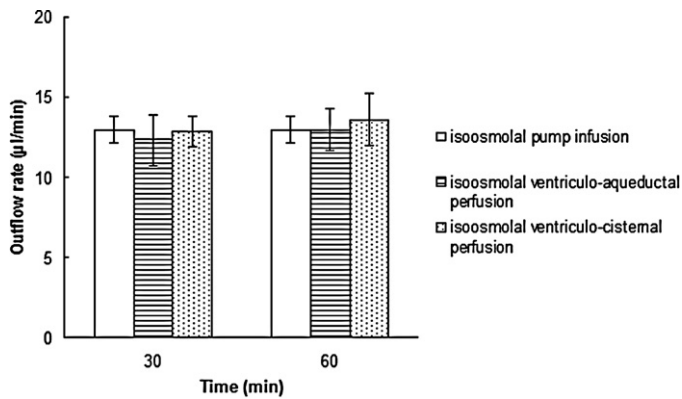 20
15
10
5
0
Outflow rate (µl/min)
30
60
Time (min)
isoosmolal pump infusion
isoosmolal ventriculo-aqueductal
perfusion
isoosmolal ventriculo-cisternal
perfusion